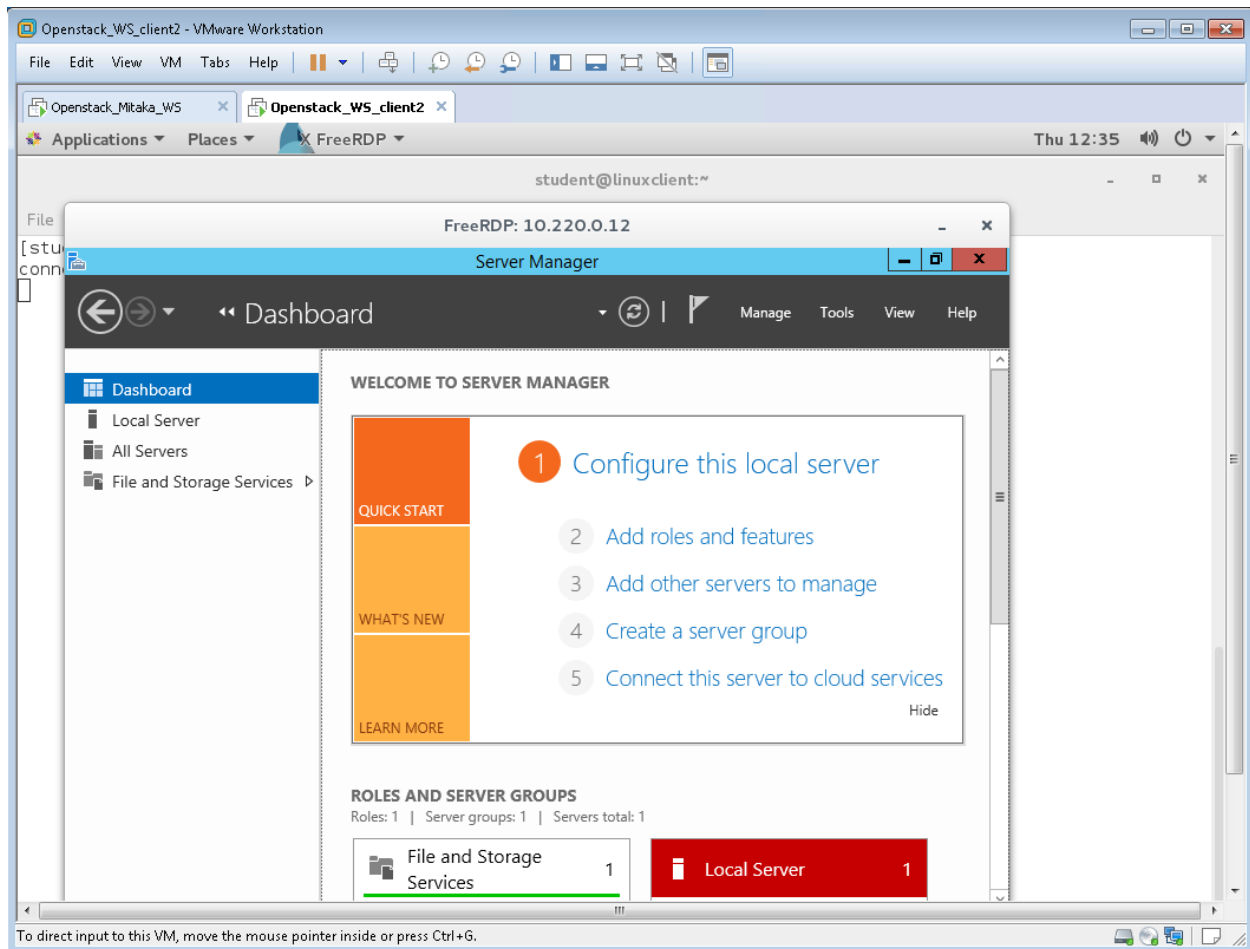 Openstack_WS_client2 - VMware Workstation
File Edit View VM Tabs Help
Openstack_Mitaka_WS
Openstack_WS_client2
Applications Places X FreeRDP Thu 12:35
student@linuxclient:~
File
FreeRDP: 10.220.0.12
[stu
Server Manager
conn
Dashboard
Manage Tools View Help
Dashboard
Local Server
All Servers
File and Storage Services
WELCOME TO SERVER MANAGER
QUICK START
WHAT'S NEW
LEARN MORE
1 Configure this local server
2 Add roles and features
3 Add other servers to manage
4 Create a server group
5 Connect this server to cloud services
Hide
ROLES AND SERVER GROUPS
Roles: 1 | Server groups: 1 | Servers total: 1
File and Storage
Services
1
Local Server 1
To direct input to this VM, move the mouse pointer inside or press Ctrl+G.